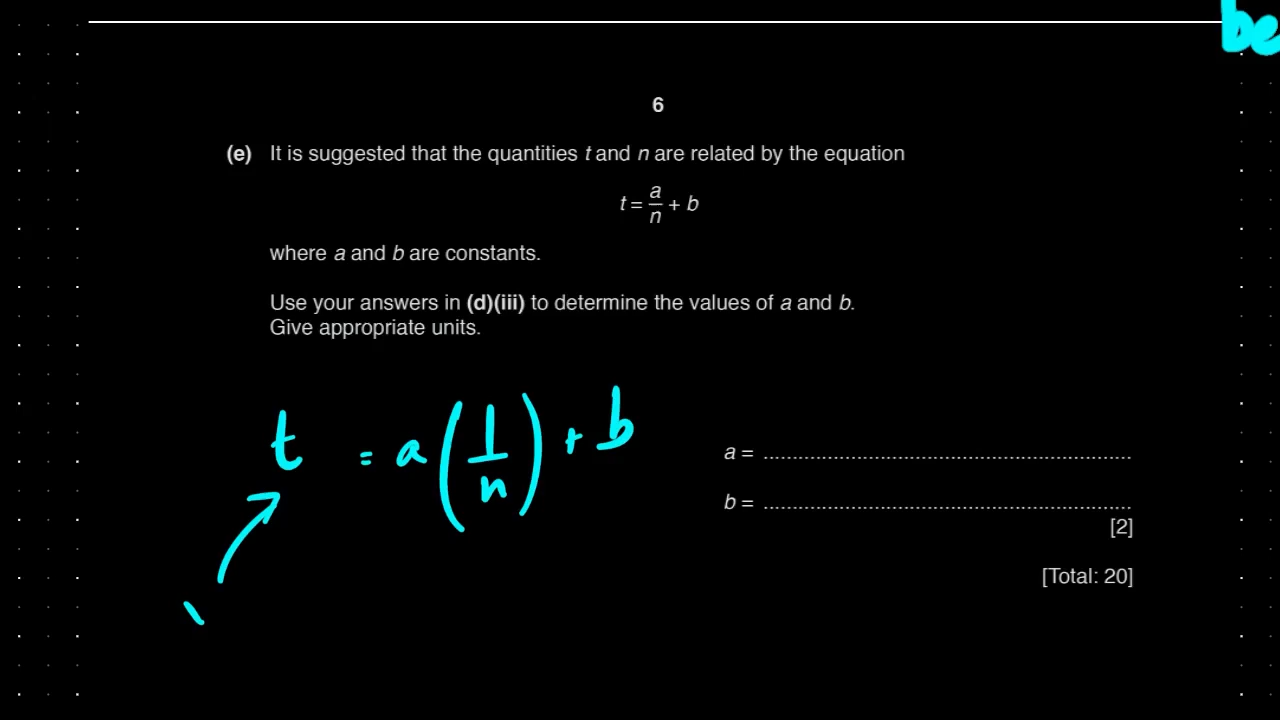 be
6
(e) It is suggested that the quantities t and n are related by the equation
t = a/n + b
where a and b are constants.
Use your answers in (d)(iii) to determine the values of a and b.
Give appropriate units.
t = a(1/n) + b
a = ..............................................................
b = ..............................................................
[2]
[Total: 20]